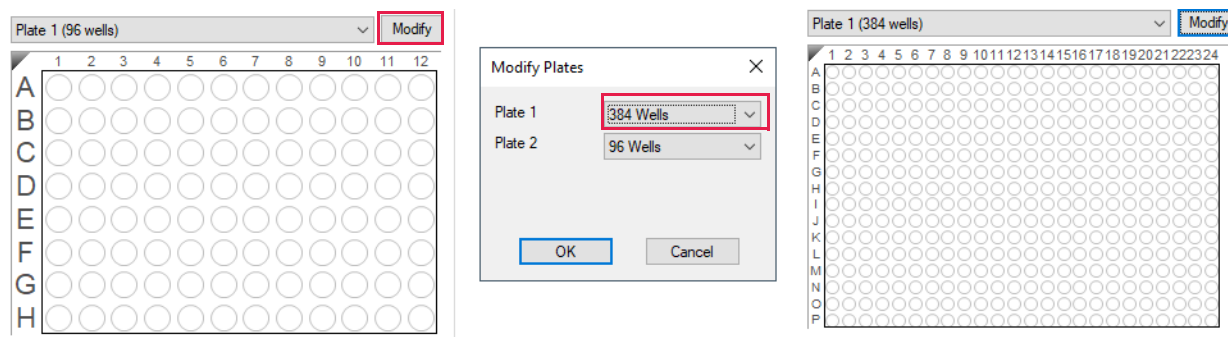 Plate 1 (96 wells)
Modify
1 2 3 4 5 6 7 8 9 10 11 12
A
B
C
D
E
F
G
H
Modify Plates
Plate 1
384 Wells
Plate 2
96 Wells
OK
Cancel
Plate 1 (384 wells)
Modify
1 2 3 4 5 6 7 8 9 10 11 12 13 14 15 16 17 18 19 20 21 22 23 24
A
B
C
D
E
F
G
H
I
J
K
L
M
N
O
P